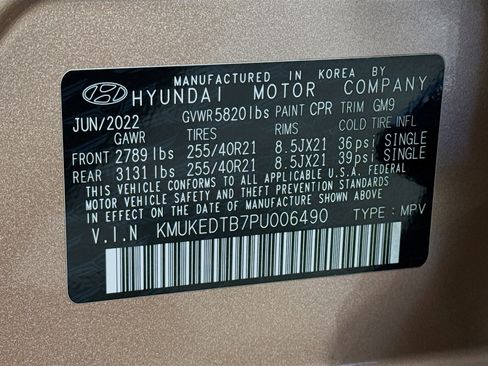 MANUFACTURED IN KOREA BY
HYUNDAI MOTOR COMPANY
JUN/2022 GVWR 5820lbs PAINT CPR TRIM GM9
GAWR TIRES RIMS COLD TIRE INFL
FRONT 2789 lbs 255/40R21 8.5JX21 36psi SINGLE
REAR 3131 lbs 255/40R21 8.5JX21 39psi SINGLE
THIS VEHICLE CONFORMS TO ALL APPLICABLE U.S.A. FEDERAL
MOTOR VEHICLE SAFETY AND THEFT PREVENTION STANDARDS
IN EFFECT ON THE DATE OF MANUFACTURE SHOWN ABOVE.
V.I.N KMUKEDTB7PU006490 TYPE : MPV